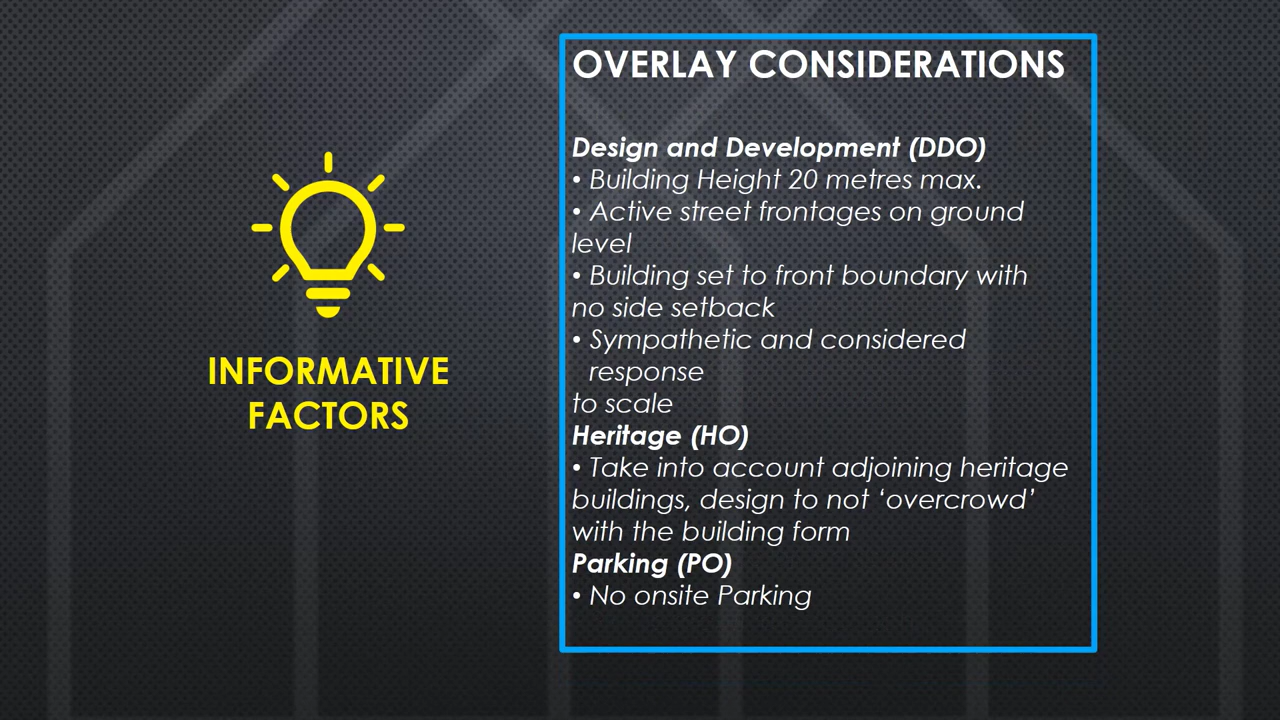 INFORMATIVE
FACTORS
OVERLAY CONSIDERATIONS
Design and Development (DDO)
• Building Height 20 metres max.
• Active street frontages on ground
level
• Building set to front boundary with
no side setback
• Sympathetic and considered
response
to scale
Heritage (HO)
• Take into account adjoining heritage
buildings, design to not ‘overcrowd’
with the building form
Parking (PO)
• No onsite Parking